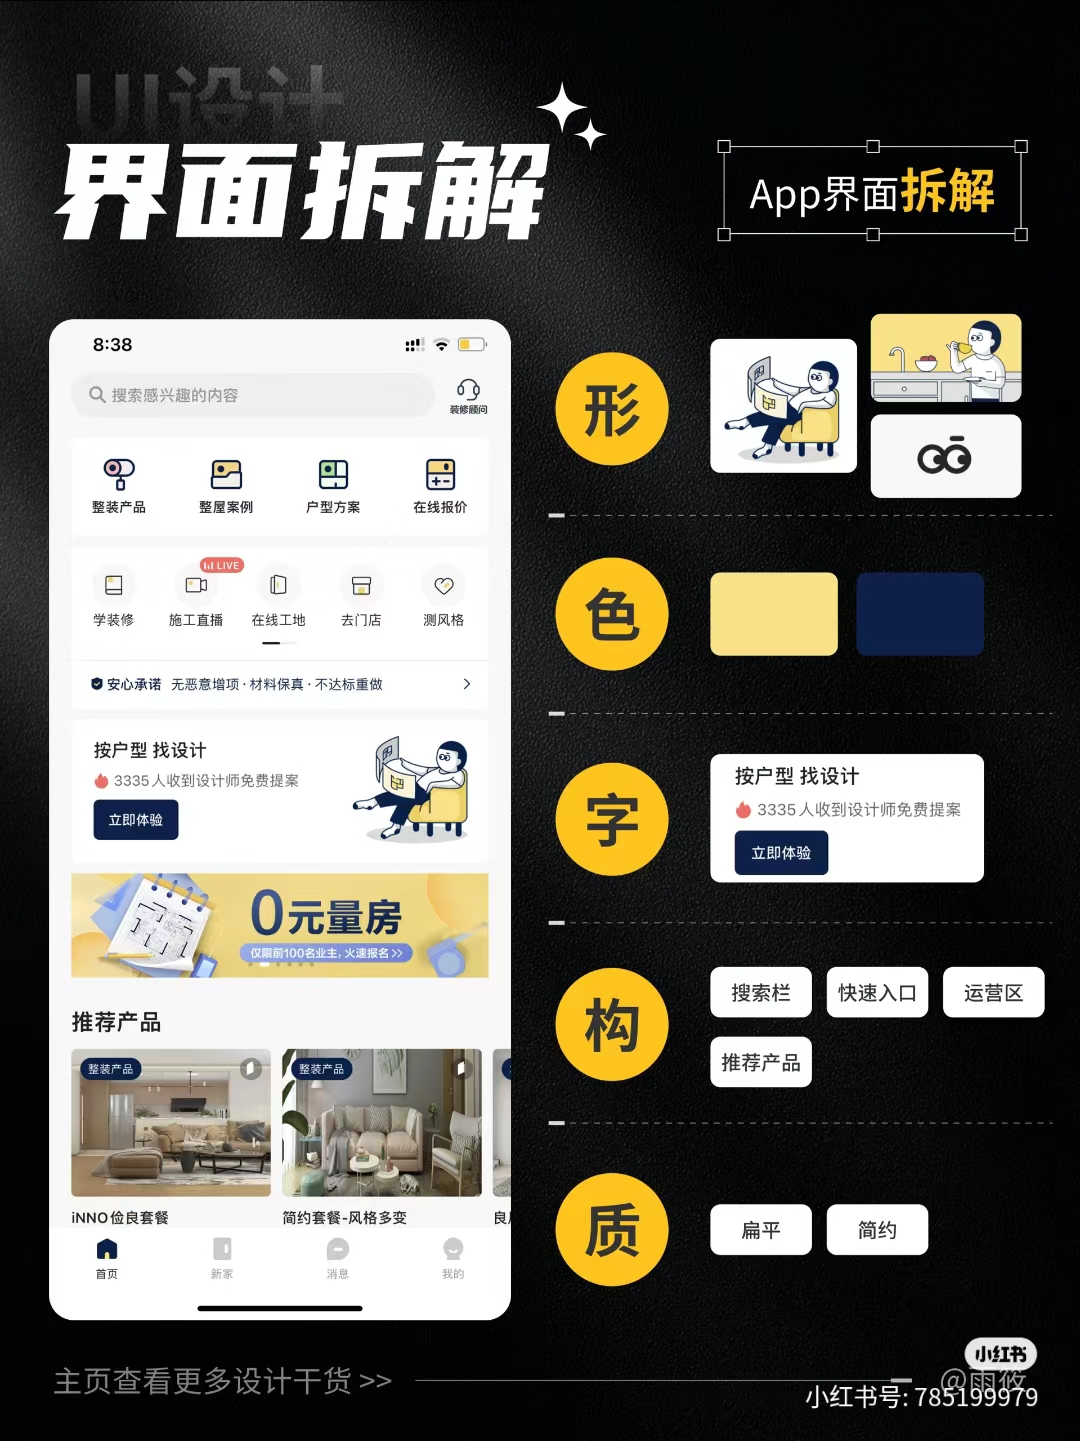 UI设计
界面拆解
App界面拆解
8:38
搜索感兴趣的内容
装修顾问
整装产品
整屋案例
户型方案
在线报价
LIVE
学装修
施工直播
在线工地
去门店
测风格
安心承诺 无恶意增项·材料保真·不达标重做
按户型 找设计
3335人收到设计师免费提案
立即体验
0元量房
仅限前100名业主,火速报名>>
推荐产品
整装产品
整装产品
iNNO俭良套餐
简约套餐-风格多变
首页
新家
消息
我的
形
色
字
按户型 找设计
3335人收到设计师免费提案
立即体验
构
搜索栏
快速入口
运营区
推荐产品
质
扁平
简约
主页查看更多设计干货 >>
小红书
@雨筱
小红书号: 785199979